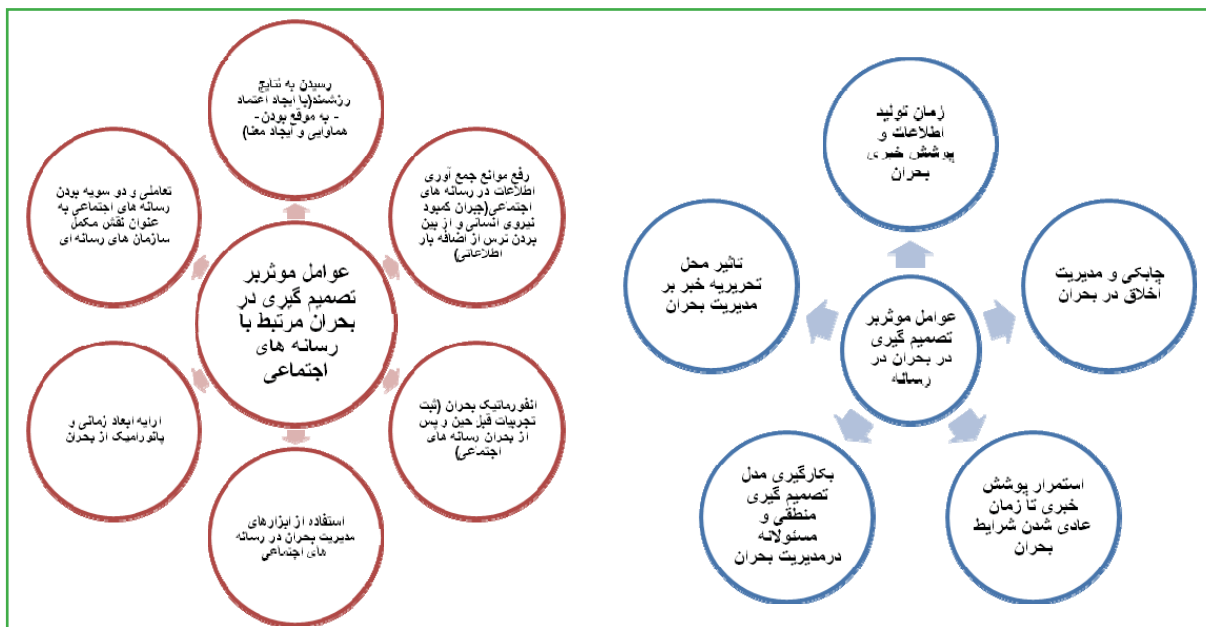 زمان تولید
اطلاعات و
پوشش خبری
بحران
چابکی و مدیریت
اخلاق در بحران
استمرار پوشش
خبری تا زمان
عادی شدن شرایط
بحران
بکارگیری مدل
تصمیم گیری
منطقی و
مسئولانه
درمدیریت بحران
تاثیر محل
تحریریه خبر بر
مدیریت بحران
عوامل موثربر
تصمیم گیری
در بحران در
رسانه
رسیدن به نتایج
رزشمند(با ایجاد اعتماد
- به موقع بودن -
هماوایی و ایجاد معنا)
رفع موانع جمع آوری
اطلاعات در رسانه های
اجتماعی(جبران کمبود
نیروی انسانی و از بین
بردن ترس از اضافه بار
اطلاعاتی)
انفورماتیک بحران (ثبت
تجربیات قبل حین و پس
از بحران رسانه های
اجتماعی)
استفاده از ابزارهای
مدیریت بحران در رسانه
های اجتماعی
ارایه ابعاد زمانی و
پانورامیک از بحران
تعاملی و دو سویه بودن
رسانه های اجتماعی به
عنوان نقش مکمل
سازمان های رسانه ای
عوامل موثربر
تصمیم گیری در
بحران مرتبط با
رسانه های
اجتماعی